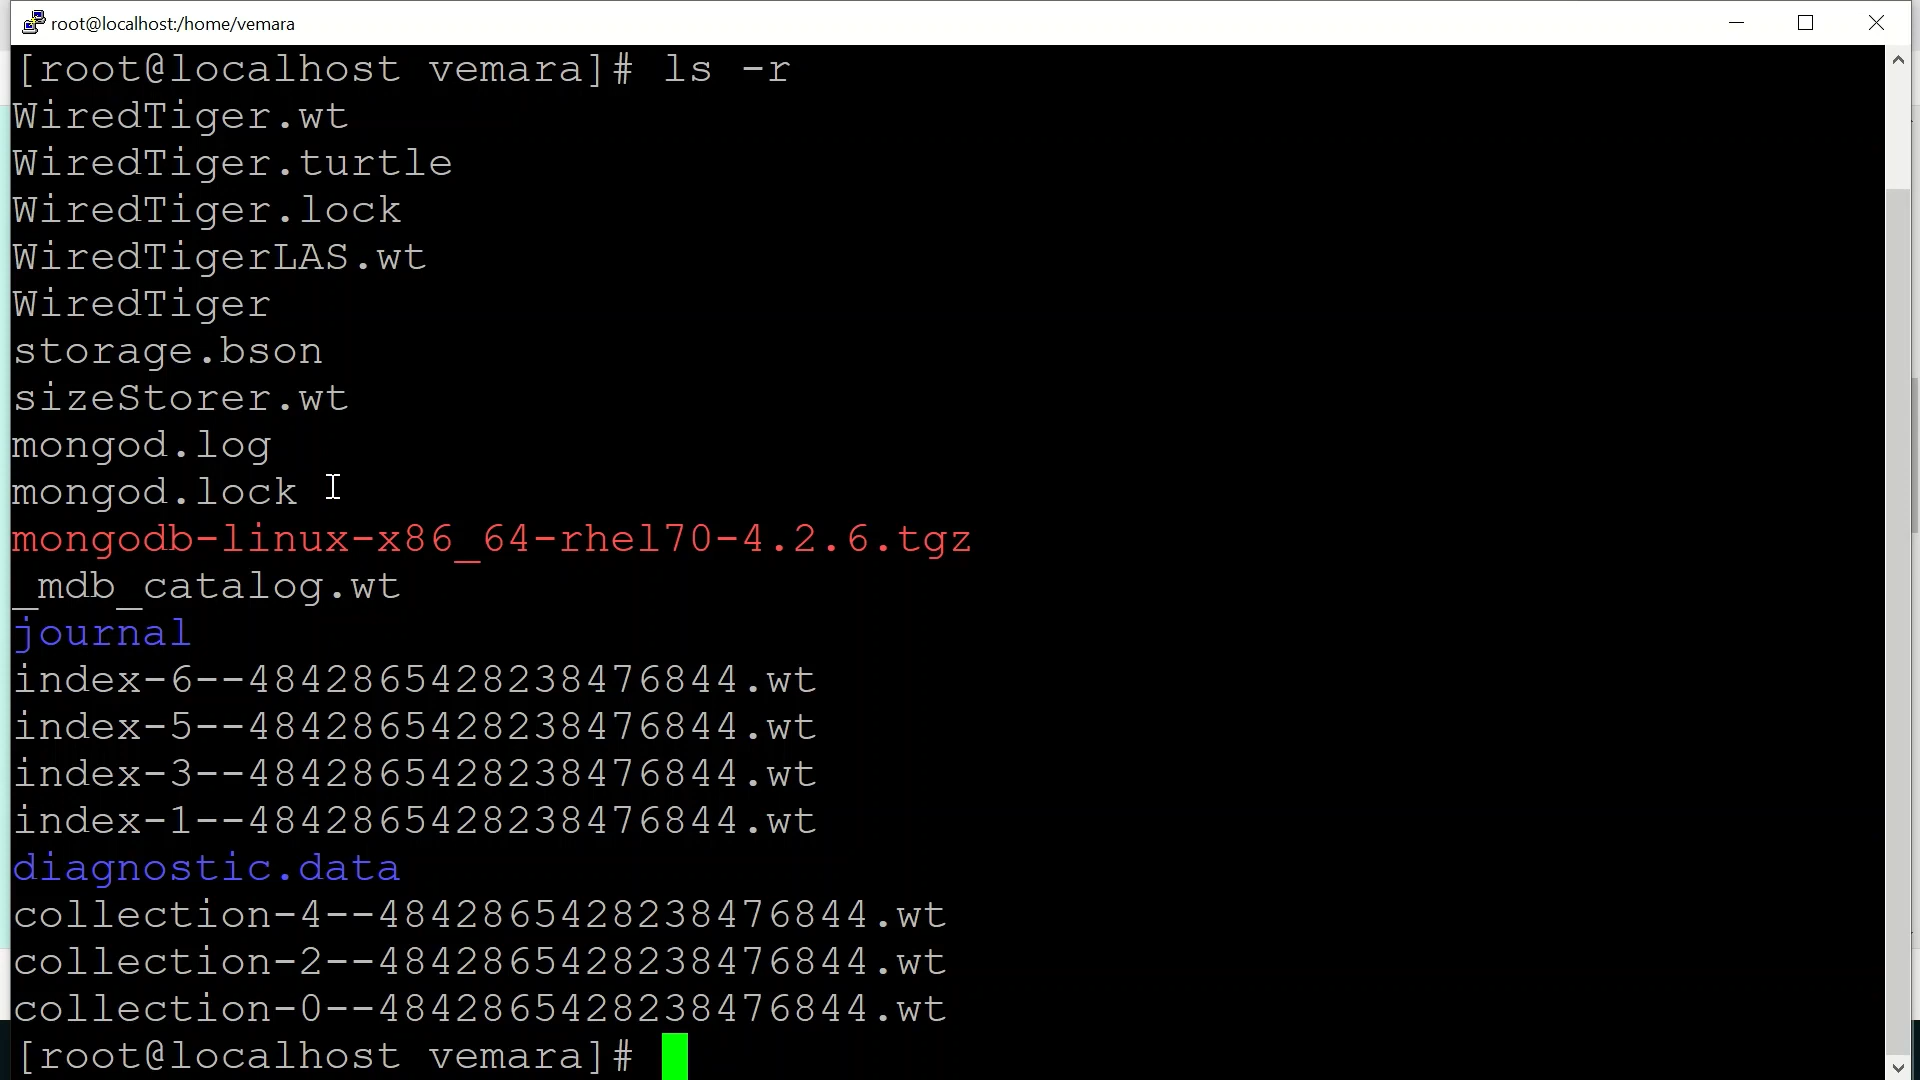 root@localhost:/home/vemara
[root@localhost vemara]# ls -r
WiredTiger.wt
WiredTiger.turtle
WiredTiger.lock
WiredTigerLAS.wt
WiredTiger
storage.bson
sizeStorer.wt
mongod.log
mongod.lock
mongodb-linux-x86_64-rhel70-4.2.6.tgz
_mdb_catalog.wt
journal
index-6--4842865428238476844.wt
index-5--4842865428238476844.wt
index-3--4842865428238476844.wt
index-1--4842865428238476844.wt
diagnostic.data
collection-4--4842865428238476844.wt
collection-2--4842865428238476844.wt
collection-0--4842865428238476844.wt
[root@localhost vemara]#